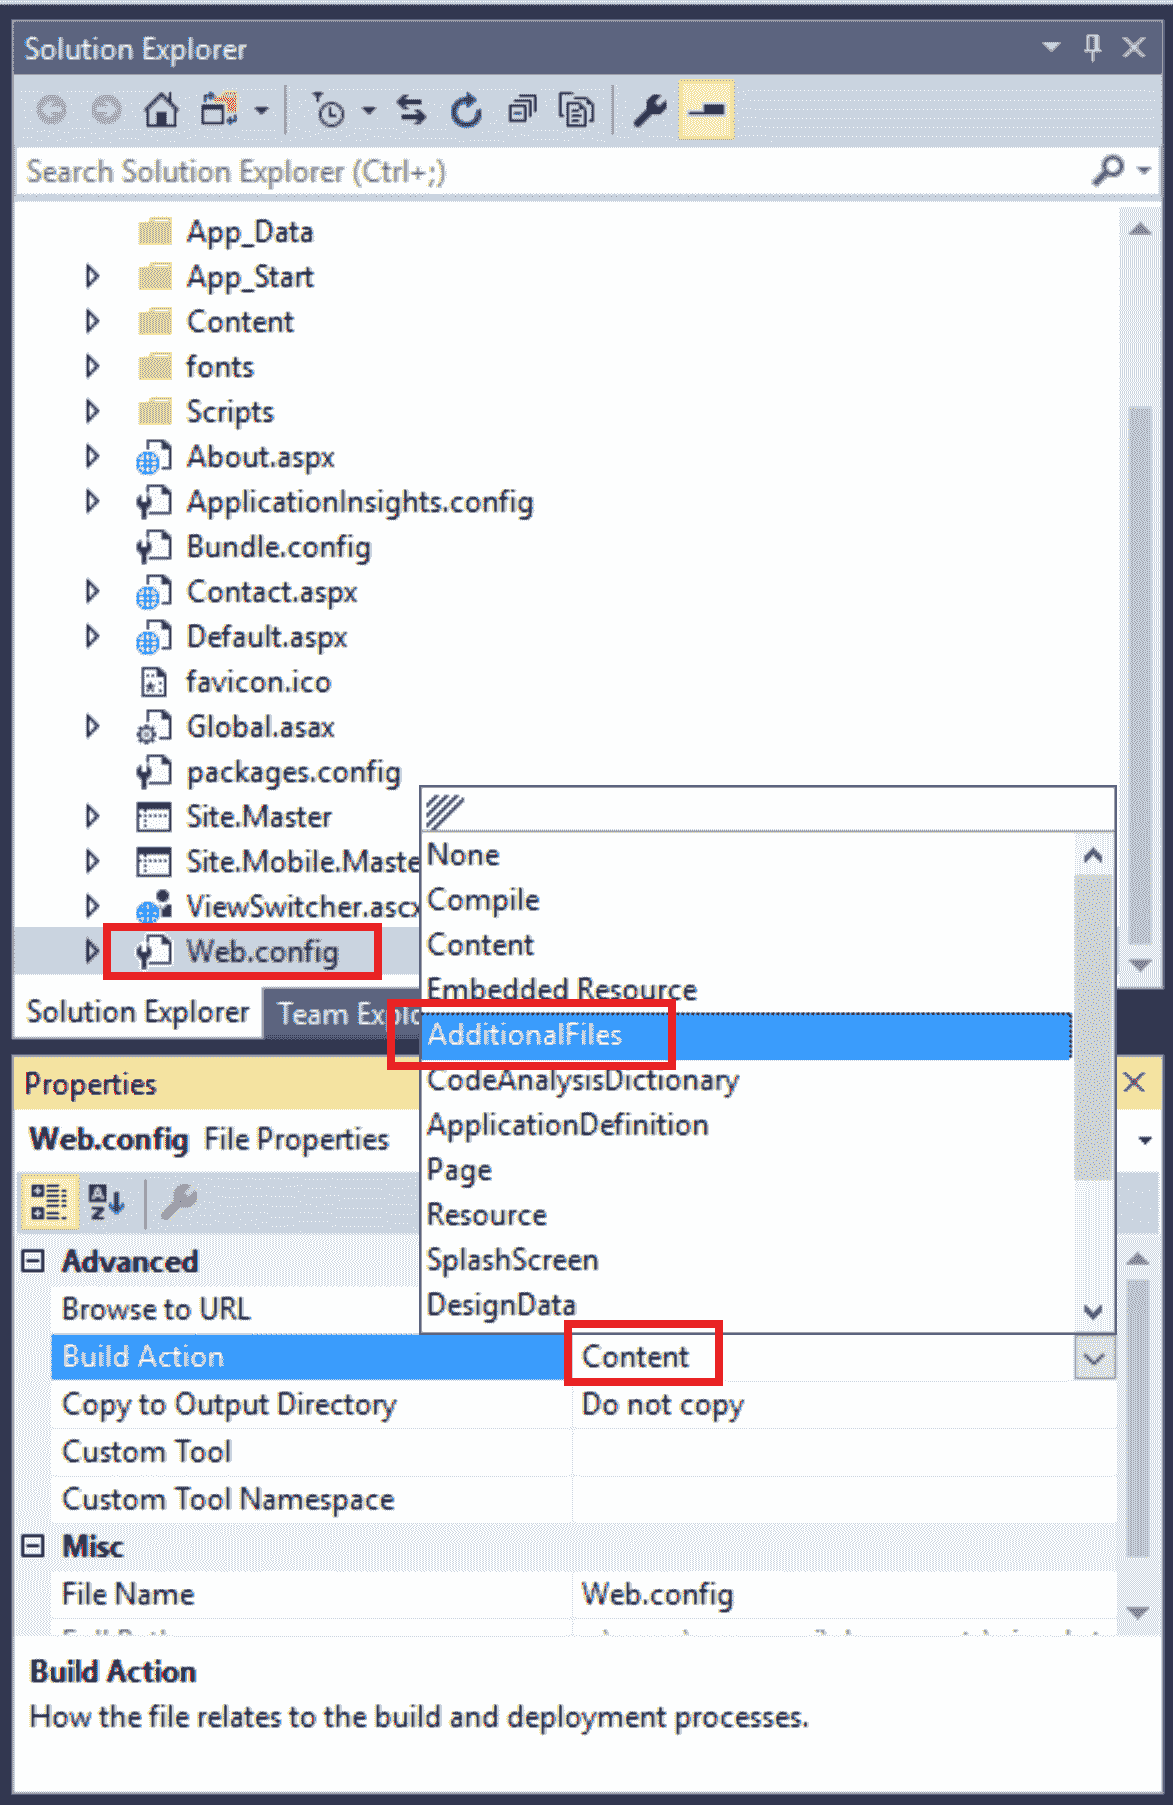 Solution Explorer
Search Solution Explorer (Ctrl+;)
App_Data
App_Start
Content
fonts
Scripts
About.aspx
ApplicationInsights.config
Bundle.config
Contact.aspx
Default.aspx
favicon.ico
Global.asax
packages.config
Site.Master
Site.Mobile.Maste
ViewSwitcher.ascx
Web.config
None
Compile
Content
Embedded Resource
AdditionalFiles
CodeAnalysisDictionary
ApplicationDefinition
Page
Resource
SplashScreen
DesignData
Solution Explorer Team Explo
Properties
Web.config File Properties
Advanced
Browse to URL
Build Action Content
Copy to Output Directory Do not copy
Custom Tool
Custom Tool Namespace
Misc
File Name Web.config
Build Action
How the file relates to the build and deployment processes.